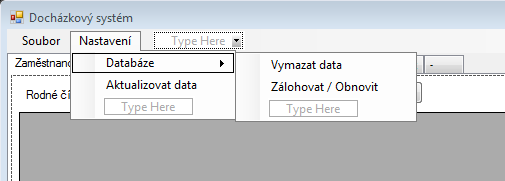 Docházkový systém
Soubor Nastavení Type Here
Zaměstnanc
Databáze
Vymazat data
-
Aktualizovat data
Zálohovat / Obnovit
Rodné čí
Type Here
Type Here